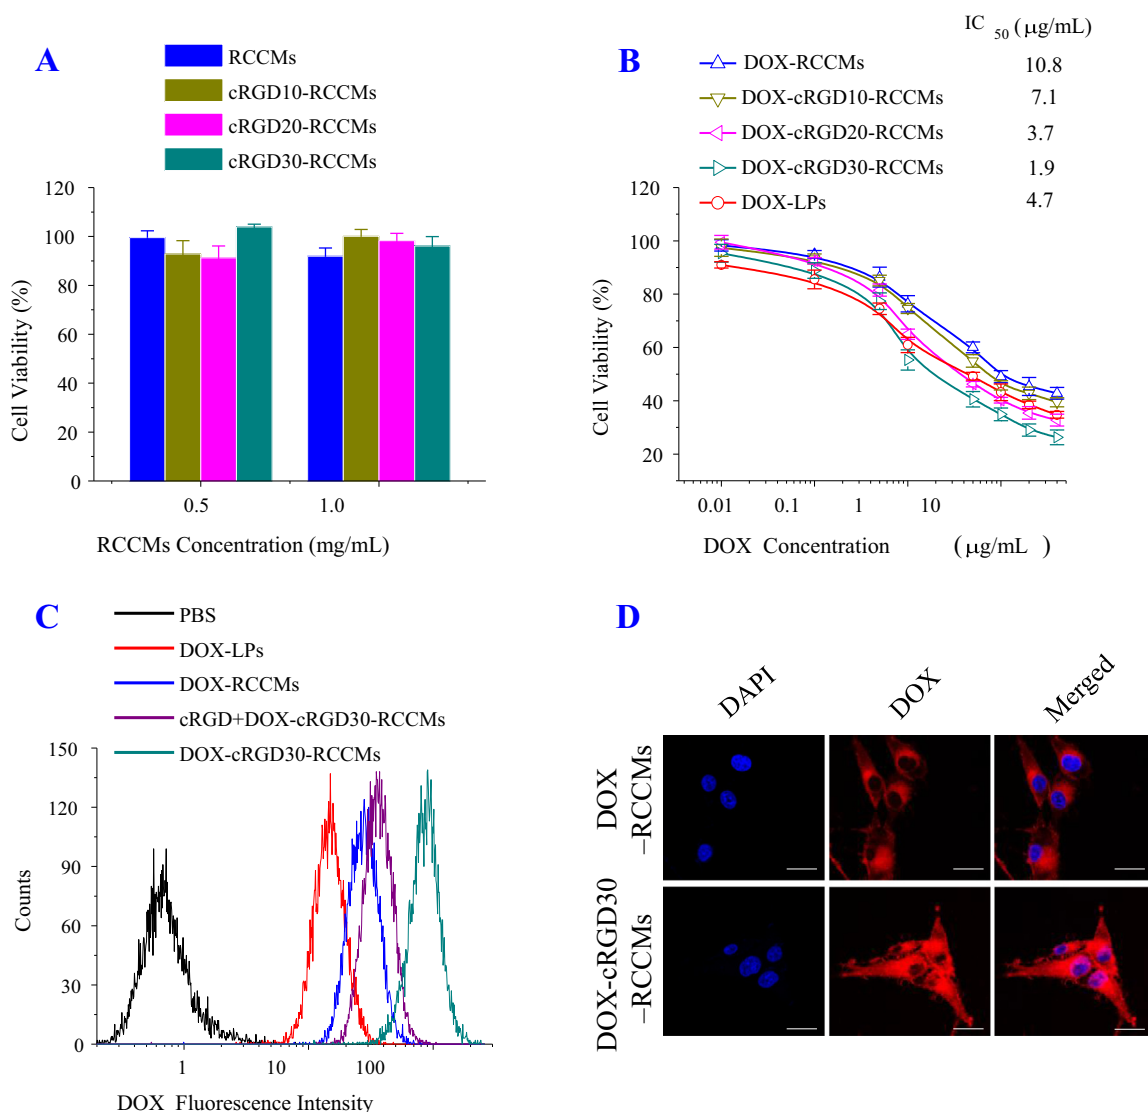 A
RCCMs
cRGD10-RCCMs
cRGD20-RCCMs
cRGD30-RCCMs
120
100
80
60
40
20
0
Cell Viability (%)
0.5
1.0
RCCMs Concentration (mg/mL)
B
IC 50 (μg/mL)
DOX-RCCMs 10.8
DOX-cRGD10-RCCMs 7.1
DOX-cRGD20-RCCMs 3.7
DOX-cRGD30-RCCMs 1.9
DOX-LPs 4.7
120
100
80
60
40
20
Cell Viability (%)
0.01 0.1 1 10
DOX Concentration (μg/mL)
C
PBS
DOX-LPs
DOX-RCCMs
cRGD+DOX-cRGD30-RCCMs
DOX-cRGD30-RCCMs
150
120
90
60
30
0
Counts
1 10 100
DOX Fluorescence Intensity
D
DAPI
DOX
Merged
DOX
–RCCMs
DOX-cRGD30
–RCCMs